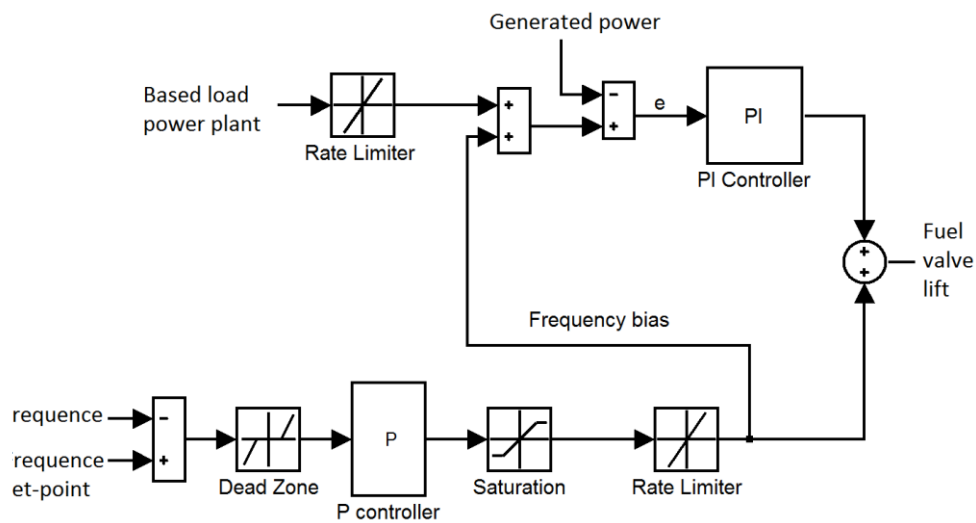 Generated power
Based load
power plant
+
+
-
+
e
PI
Rate Limiter
PI Controller
+
+
Fuel
valve
lift
Frequency bias
requence
-
requence
+
et-point
P
Dead Zone
P controller
Saturation
Rate Limiter